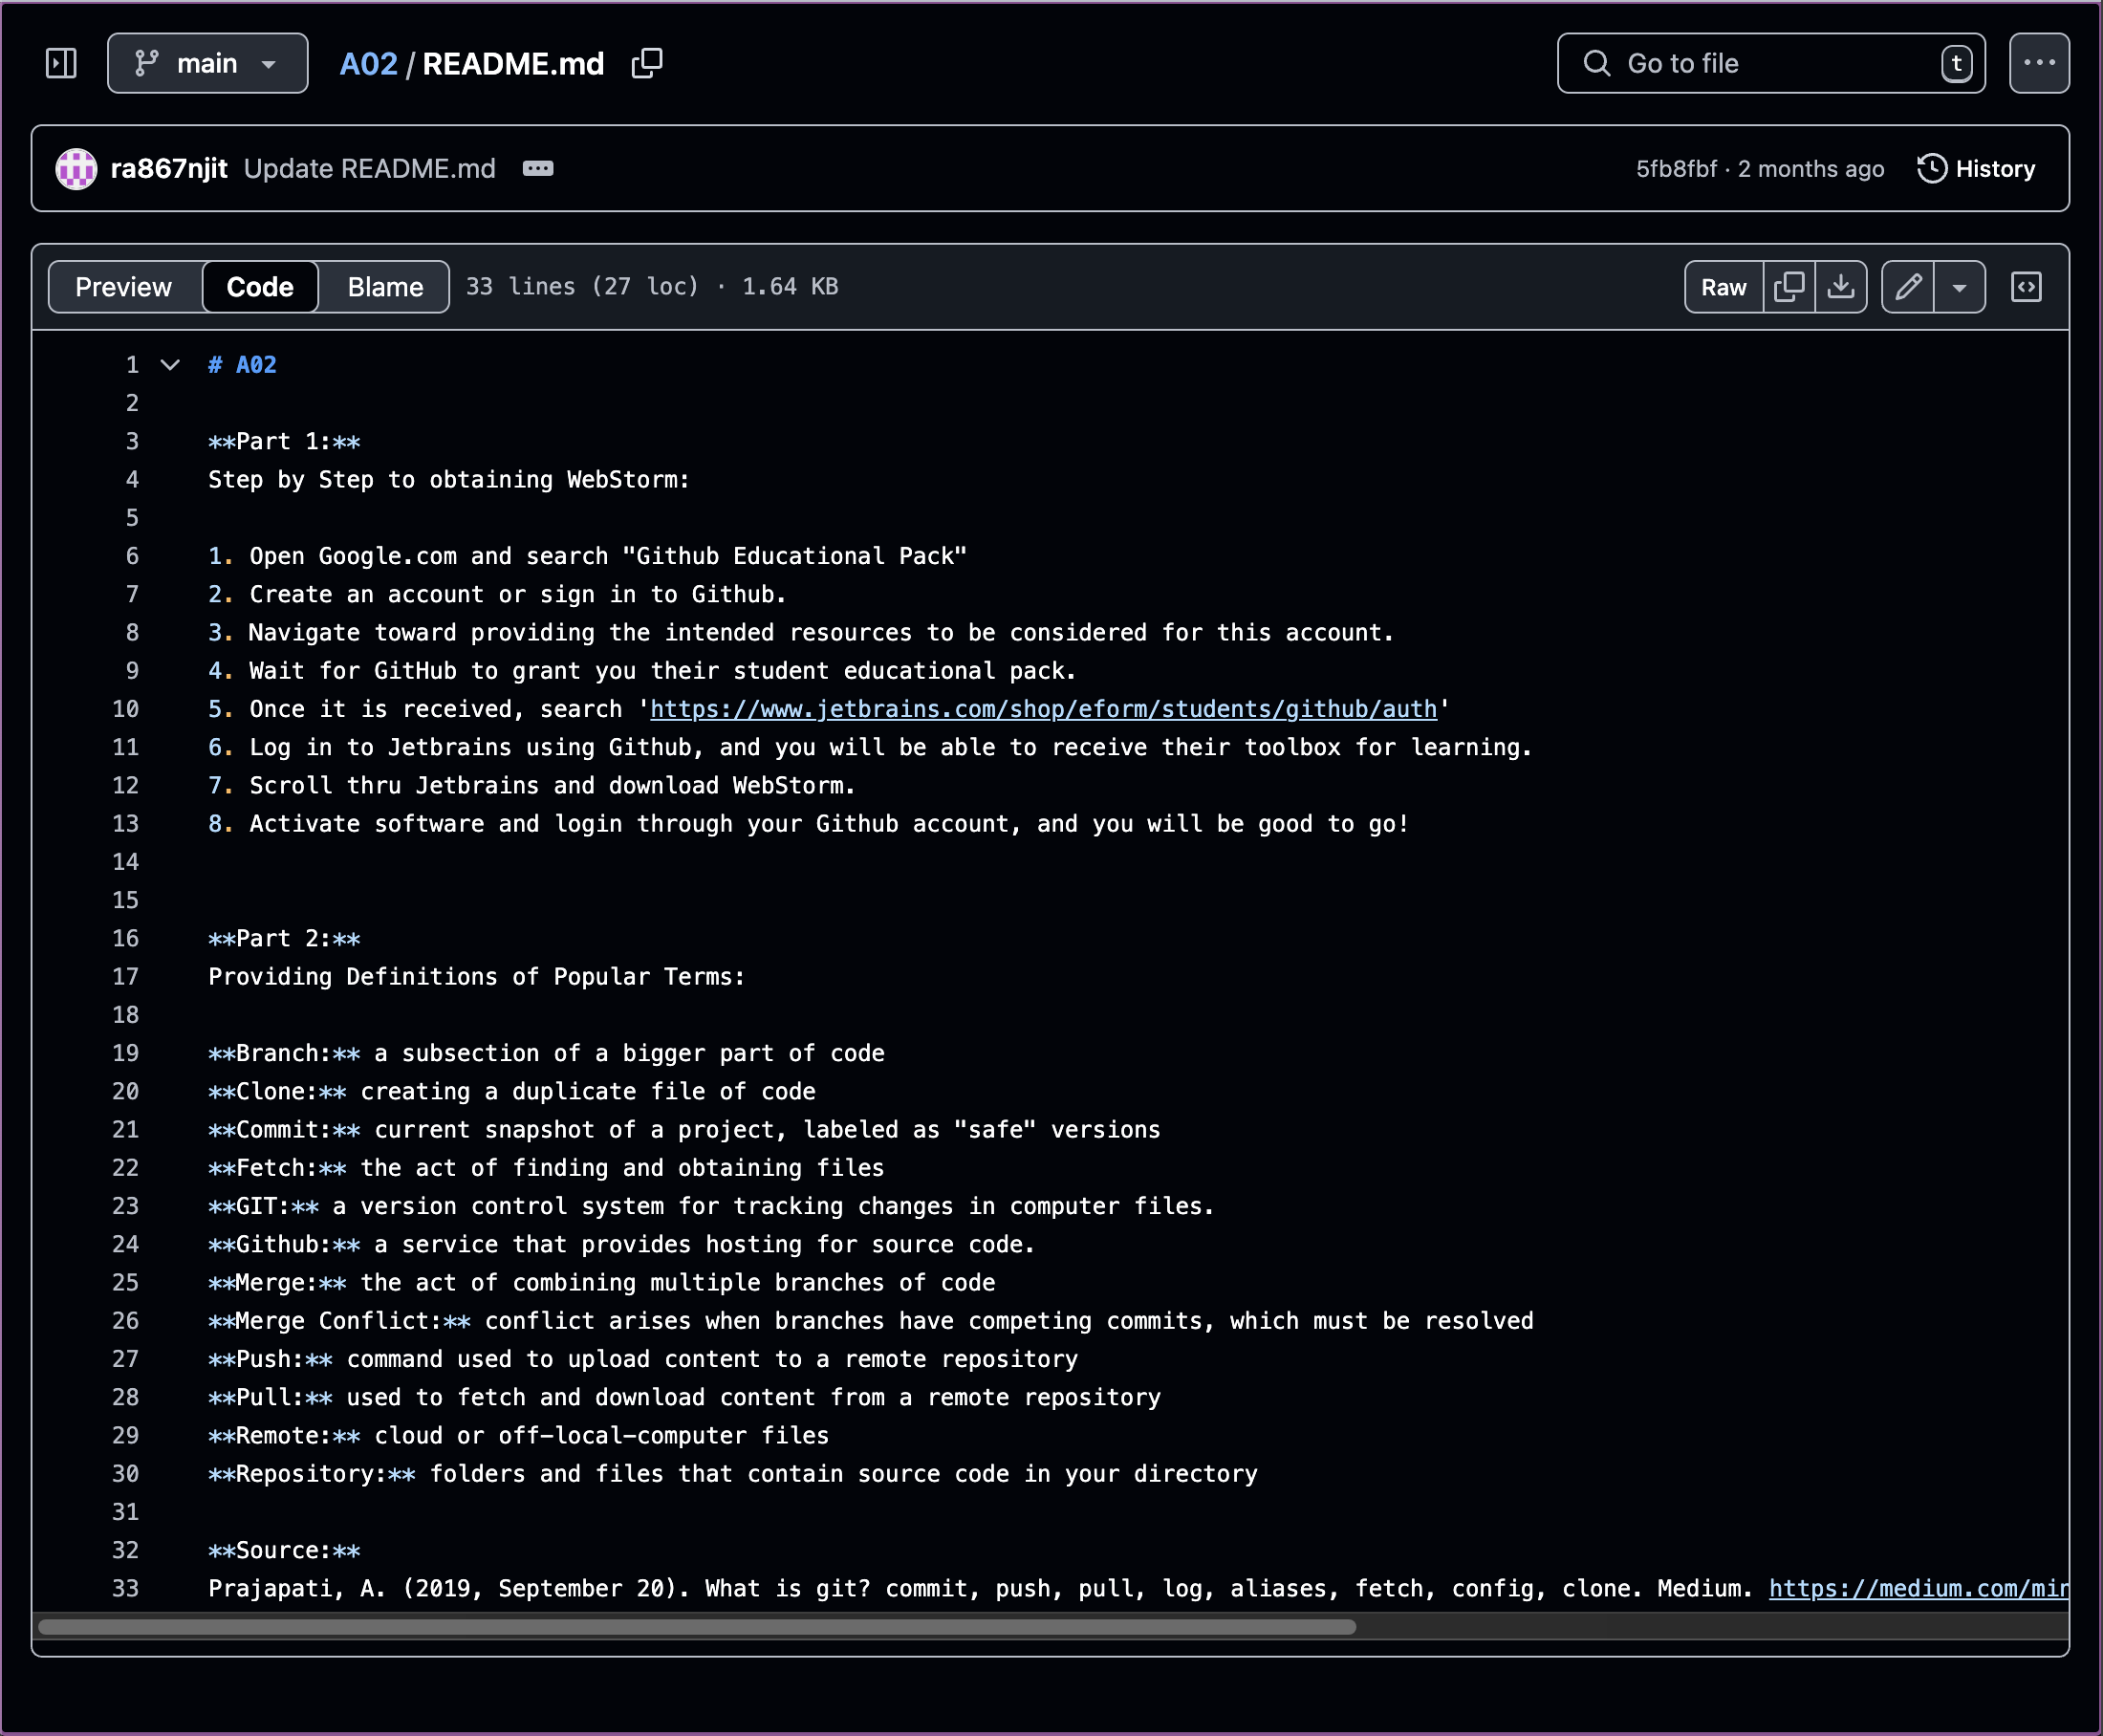 main
A02 / README.md
Go to file
t
ra867njit Update README.md
5fb8fbf · 2 months ago
History
Preview
Code
Blame
33 lines (27 loc) · 1.64 KB
Raw
1 # A02
2
3 **Part 1:**
4 Step by Step to obtaining WebStorm:
5
6 1. Open Google.com and search "Github Educational Pack"
7 2. Create an account or sign in to Github.
8 3. Navigate toward providing the intended resources to be considered for this account.
9 4. Wait for GitHub to grant you their student educational pack.
10 5. Once it is received, search 'https://www.jetbrains.com/shop/eform/students/github/auth'
11 6. Log in to Jetbrains using Github, and you will be able to receive their toolbox for learning.
12 7. Scroll thru Jetbrains and download WebStorm.
13 8. Activate software and login through your Github account, and you will be good to go!
14
15
16 **Part 2:**
17 Providing Definitions of Popular Terms:
18
19 **Branch:** a subsection of a bigger part of code
20 **Clone:** creating a duplicate file of code
21 **Commit:** current snapshot of a project, labeled as "safe" versions
22 **Fetch:** the act of finding and obtaining files
23 **GIT:** a version control system for tracking changes in computer files.
24 **Github:** a service that provides hosting for source code.
25 **Merge:** the act of combining multiple branches of code
26 **Merge Conflict:** conflict arises when branches have competing commits, which must be resolved
27 **Push:** command used to upload content to a remote repository
28 **Pull:** used to fetch and download content from a remote repository
29 **Remote:** cloud or off-local-computer files
30 **Repository:** folders and files that contain source code in your directory
31
32 **Source:**
33 Prajapati, A. (2019, September 20). What is git? commit, push, pull, log, aliases, fetch, config, clone. Medium. https://medium.com/min